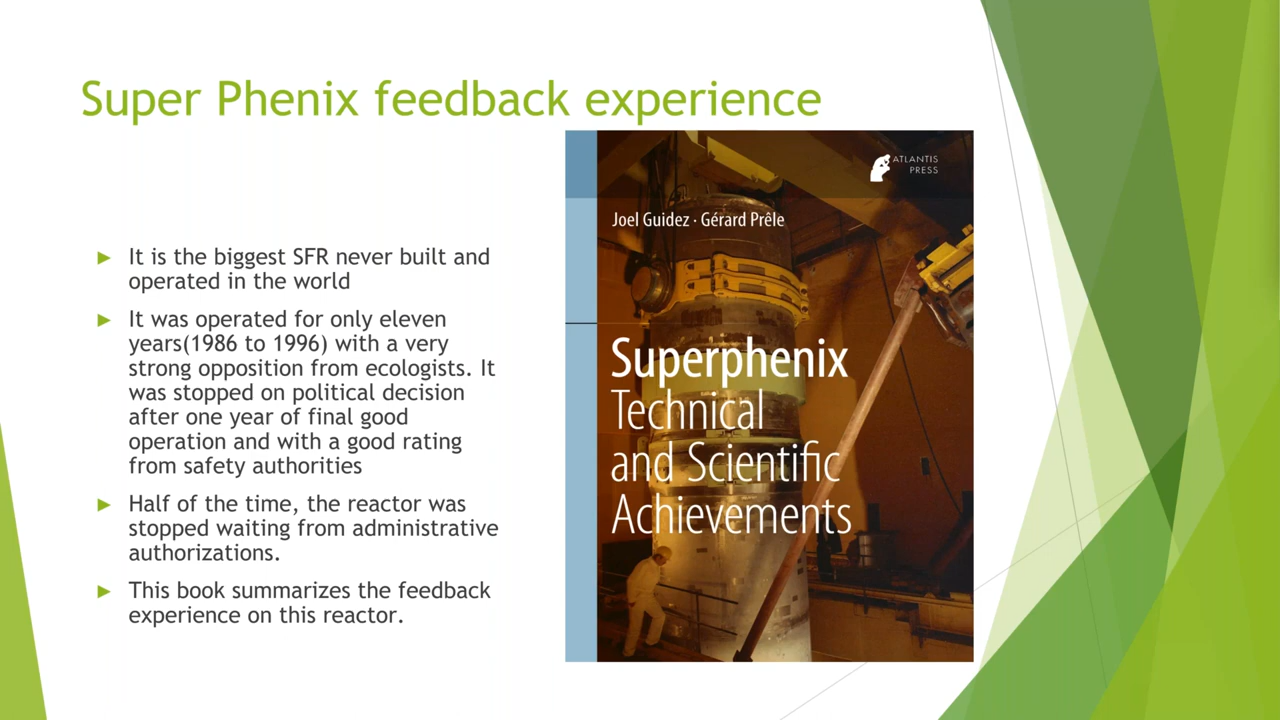 Super Phenix feedback experience
It is the biggest SFR never built and
operated in the world
It was operated for only eleven
years(1986 to 1996) with a very
strong opposition from ecologists. It
was stopped on political decision
after one year of final good
operation and with a good rating
from safety authorities
Half of the time, the reactor was
stopped waiting from administrative
authorizations.
This book summarizes the feedback
experience on this reactor.
ATLANTIS
PRESS
Joel Guidez · Gérard Prêle
Superphenix
Technical
and Scientific
Achievements